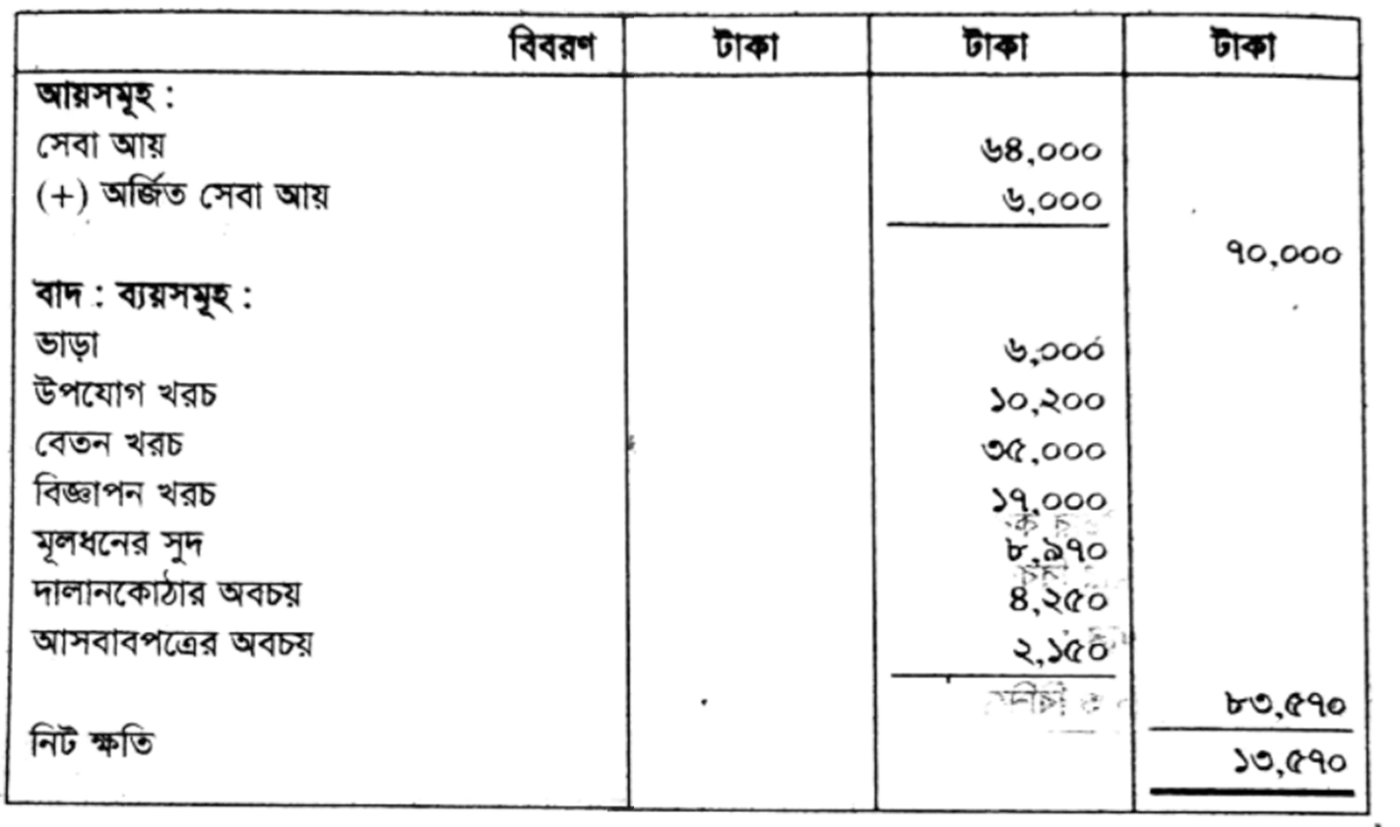 বিবরণ টাকা টাকা টাকা
আয়সমূহ :
সেবা আয় ৬৪,০০০
(+) অর্জিত সেবা আয় ৬,০০০
৭০,০০০
বাদ : ব্যয়সমূহ :
ভাড়া ৬,০০০
উপযোগ খরচ ১০,২০০
বেতন খরচ ৩৫,০০০
বিজ্ঞাপন খরচ ১৭,০০০
মূলধনের সুদ ৮,৯৭০
দালানকোঠার অবচয় ৪,২৫০
আসবাবপত্রের অবচয় ২,১৫০
৮৩,৫৭০
নিট ক্ষতি ১৩,৫৭০